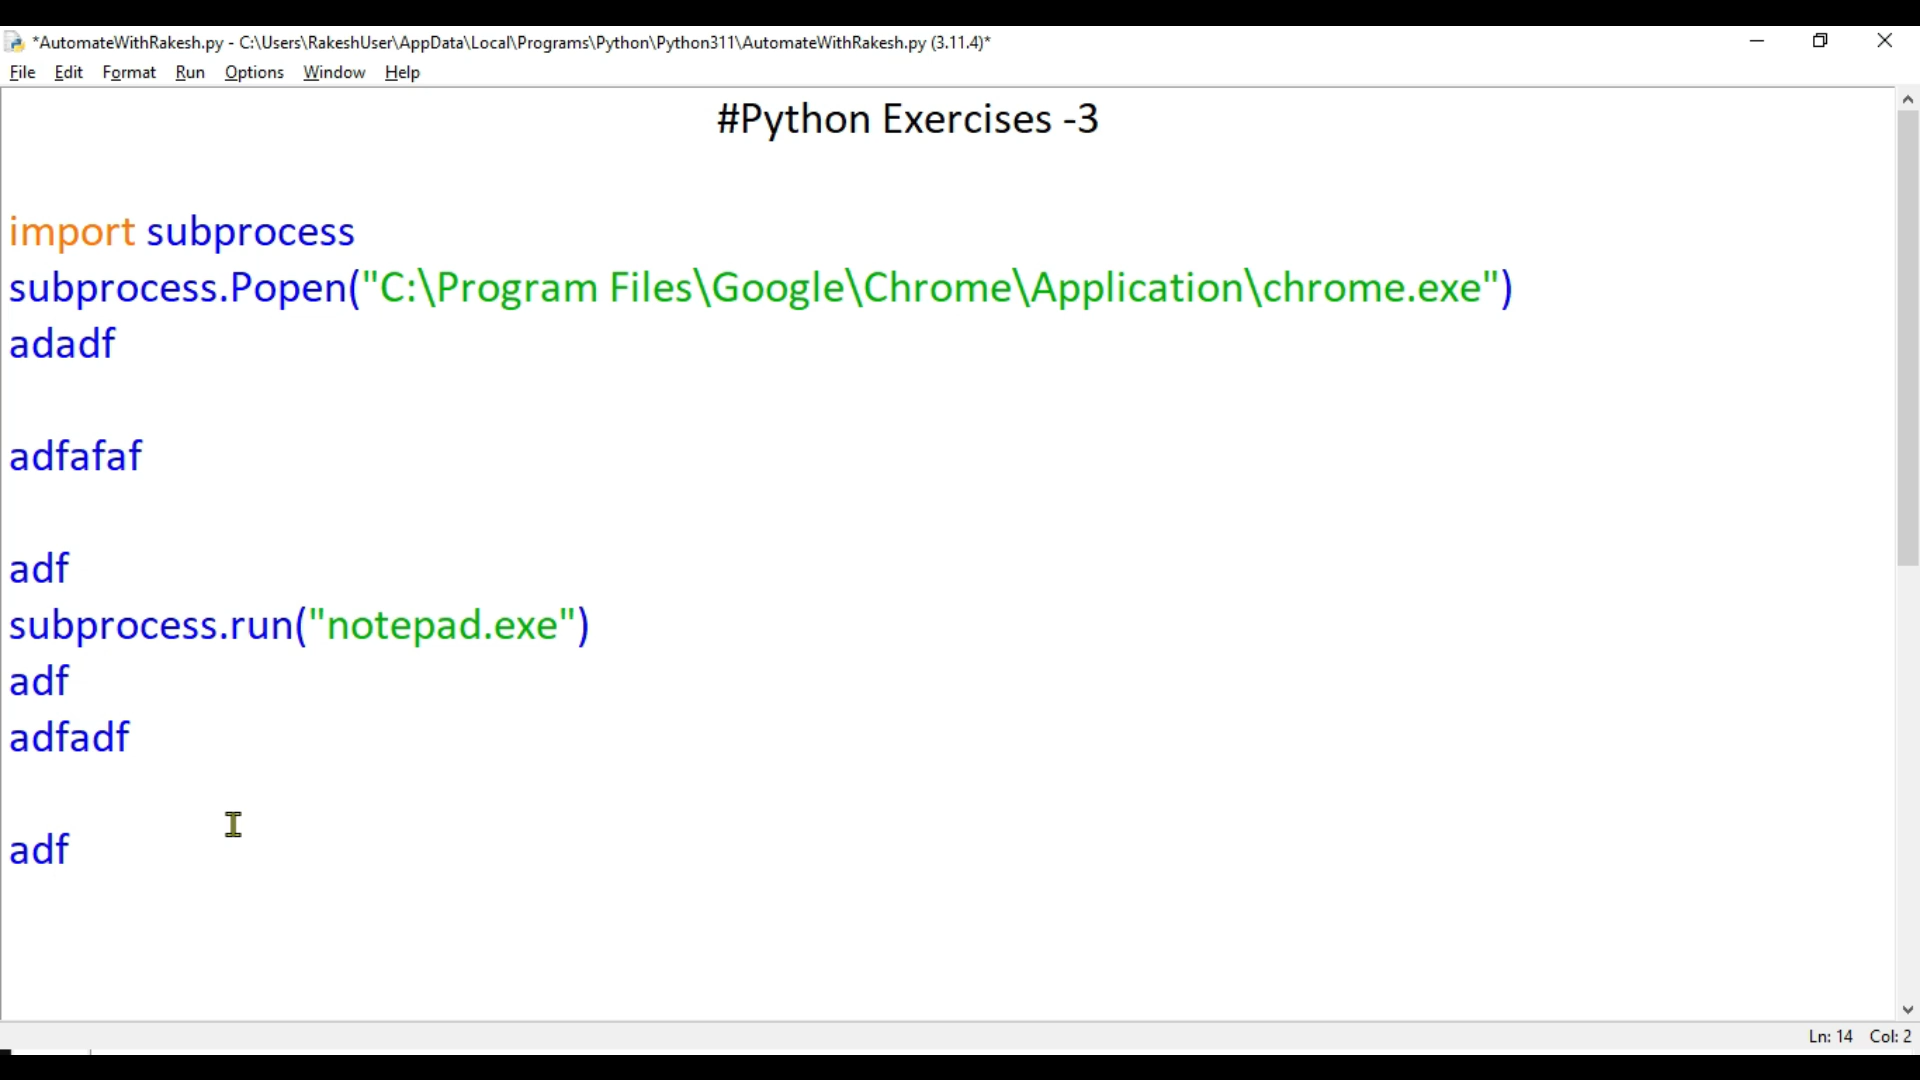 *AutomateWithRakesh.py - C:\Users\RakeshUser\AppData\Local\Programs\Python\Python311\AutomateWithRakesh.py (3.11.4)*
File Edit Format Run Options Window Help
#Python Exercises -3
import subprocess
subprocess.Popen("C:\Program Files\Google\Chrome\Application\chrome.exe")
adadf
adfafaf
adf
subprocess.run("notepad.exe")
adf
adfadf
adf
Ln: 14 Col: 2